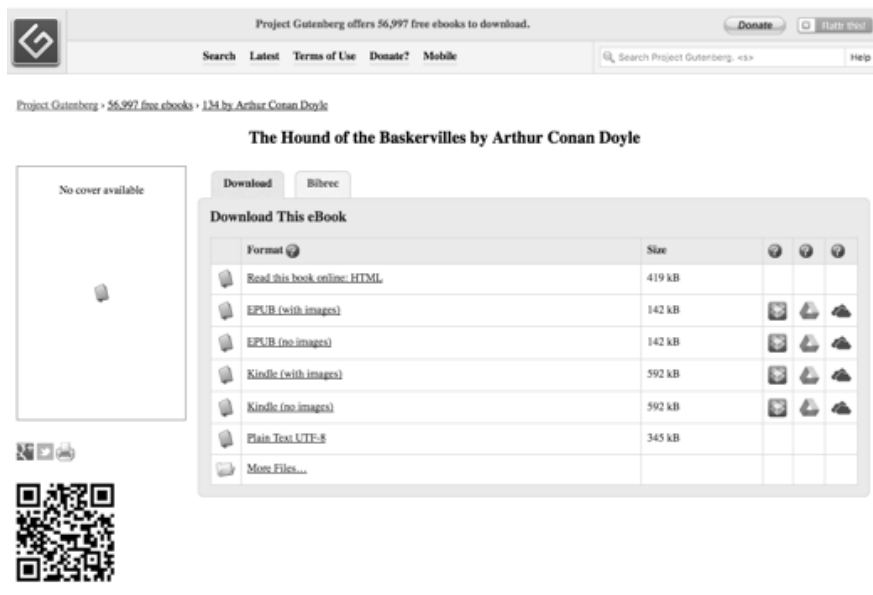 Project Gutenberg offers 56,997 free ebooks to download.
Donate
Flattr this!
Search Latest Terms of Use Donate? Mobile
Search Project Gutenberg. <s>
Help
Project Gutenberg › 56,997 free ebooks › 134 by Arthur Conan Doyle
The Hound of the Baskervilles by Arthur Conan Doyle
No cover available
Download Bibrec
Download This eBook
Format ? Size ? ? ?
Read this book online: HTML 419 kB
EPUB (with images) 142 kB
EPUB (no images) 142 kB
Kindle (with images) 592 kB
Kindle (no images) 592 kB
Plain Text UTF-8 345 kB
More Files…